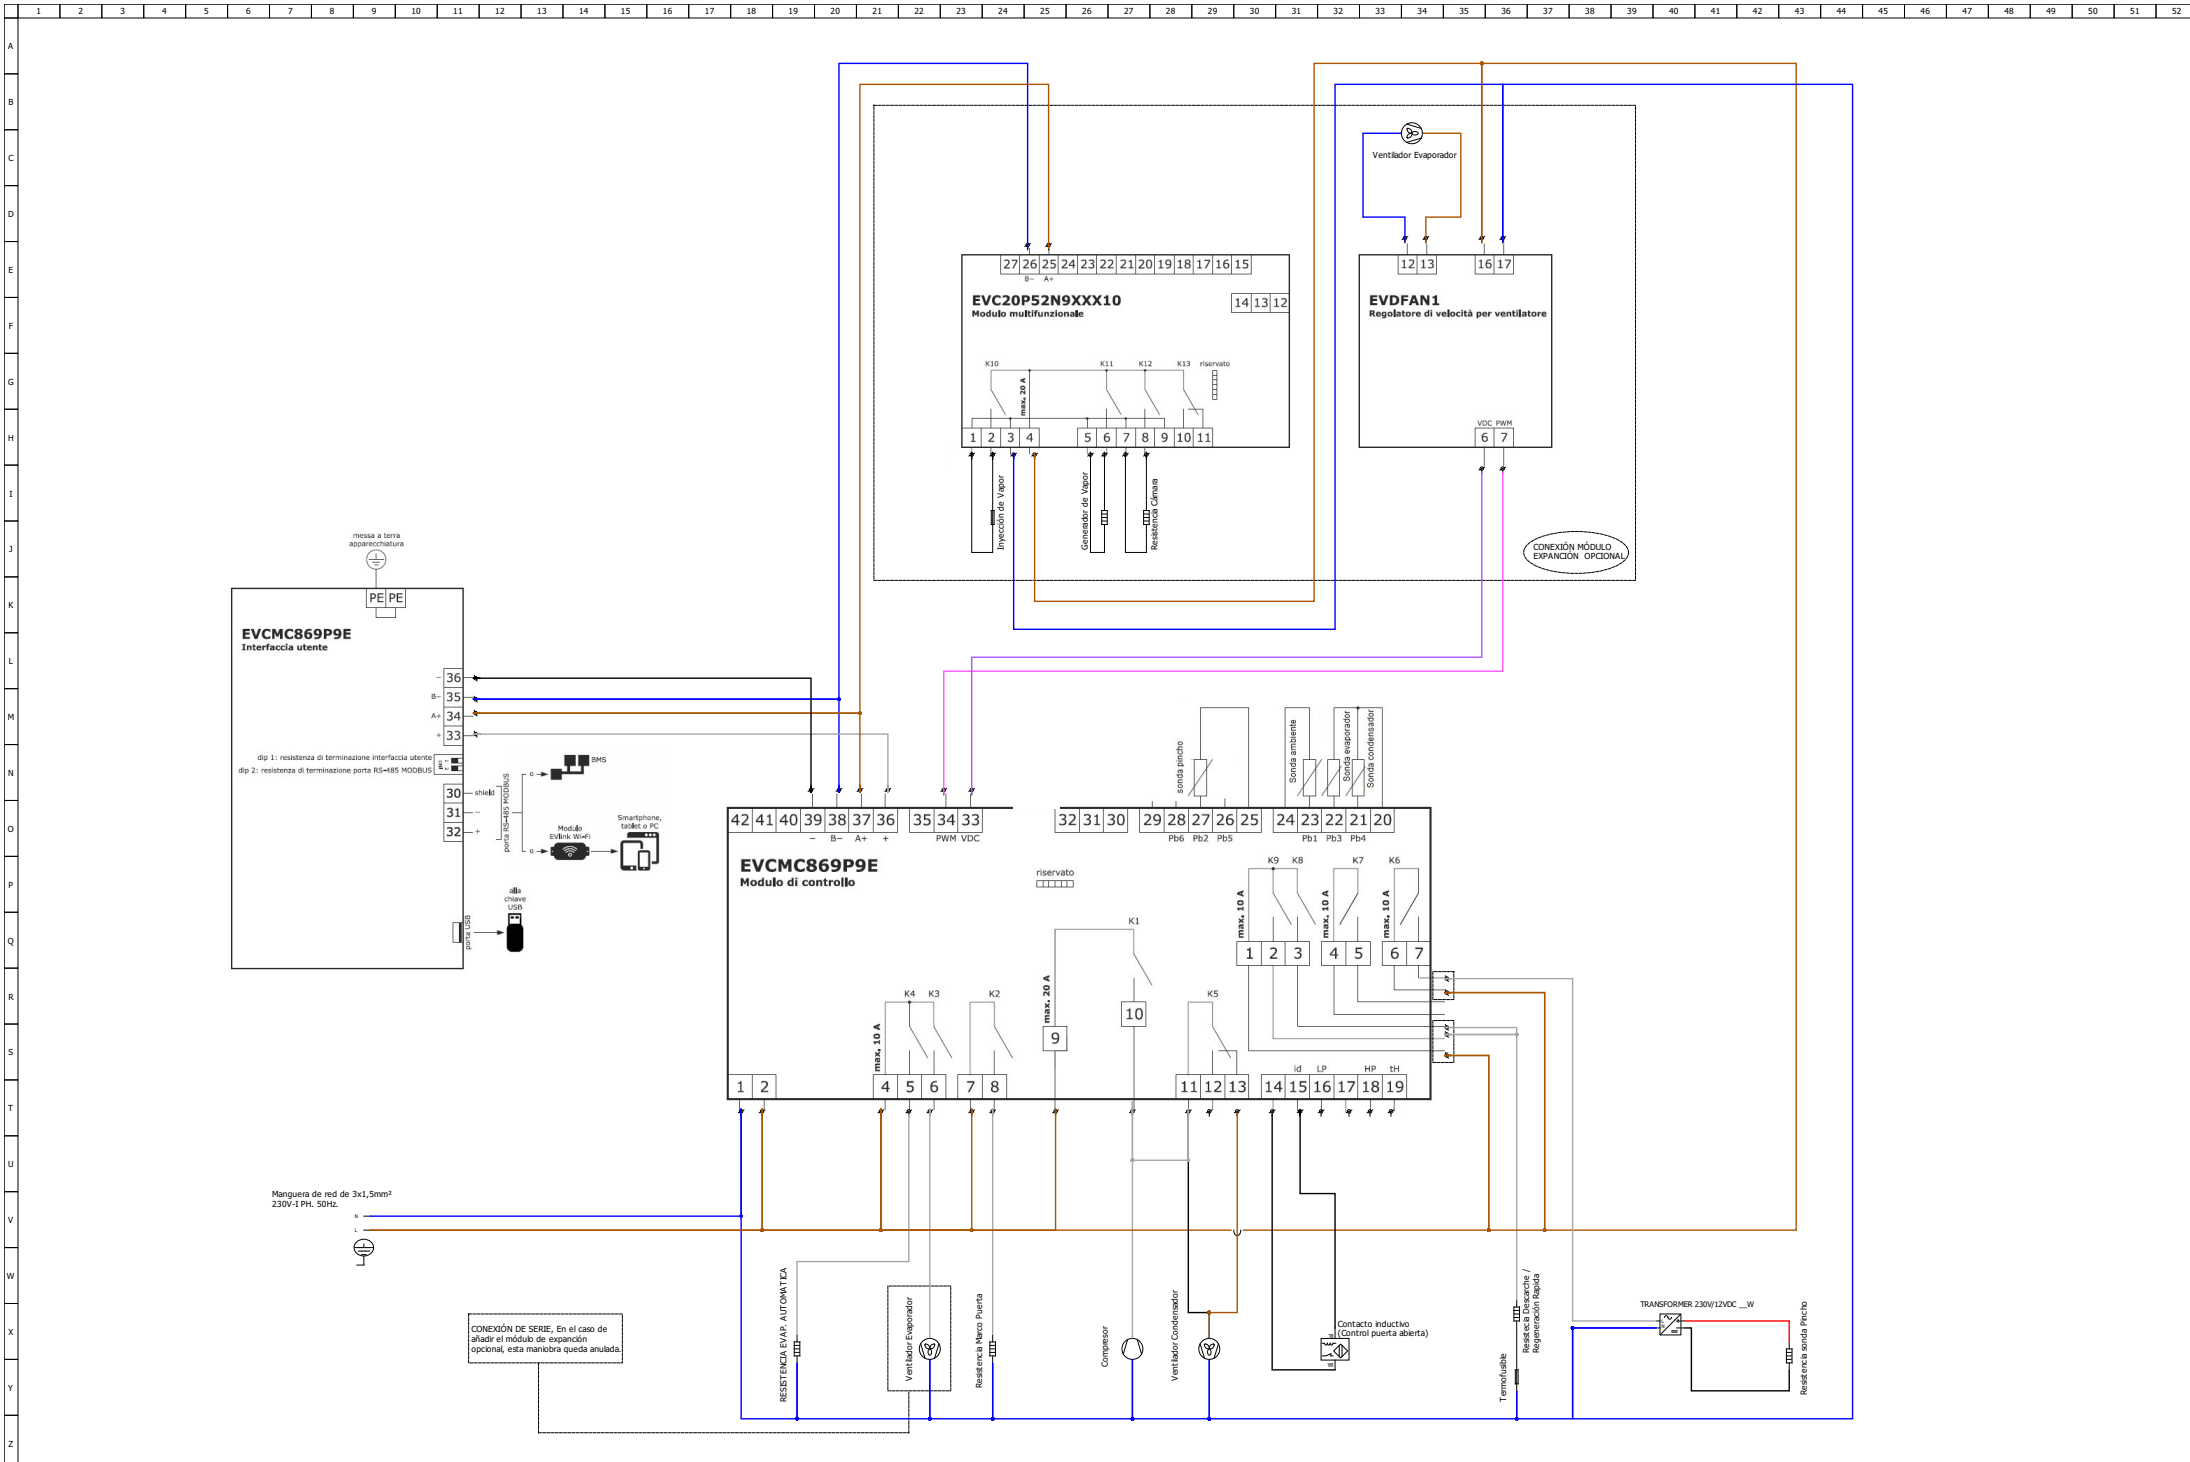 1 2 3 4 5 6 7 8 9 10 11 12 13 14 15 16 17 18 19 20 21 22 23 24 25 26 27 28 29 30 31 32 33 34 35 36 37 38 39 40 41 42 43 44 45 46 47 48 49 50 51 52
A
B
C
D
E
F
G
H
I
J
K
L
M
N
O
P
Q
R
S
T
U
V
W
X
Y
Z
Ventilador Evaporador
27 26 25 24 23 22 21 20 19 18 17 16 15
B- A+
EVC20P52N9XXX10
Modulo multifunzionale
14 13 12
K10 K11 K12 K13 riservato
max. 20 A
1 2 3 4 5 6 7 8 9 10 11
Inyección de Vapor
Generador de Vapor
Resistencia Cámara
12 13 16 17
EVDFAN1
Regolatore di velocità per ventilatore
VDC PWM
6 7
CONEXIÓN MÓDULO
EXPANCIÓN OPCIONAL
messa a terra
apparecchiatura
PE PE
EVCMC869P9E
Interfaccia utente
- 36
B- 35
A+ 34
+ 33
dip 1: resistenza di terminazione interfaccia utente
dip 2: resistenza di terminazione porta RS-485 MODBUS
30 shield
31 -
32 +
porta RS-485 MODBUS
o
BMS
o
Modulo
EVlink Wi-Fi
Smartphone,
tablet o PC
porta USB
alla
chiave
USB
sonda pincho
Sonda ambiente
Sonda evaporador
Sonda condensador
42 41 40 39 38 37 36 35 34 33 32 31 30 29 28 27 26 25 24 23 22 21 20
- B- A+ + PWM VDC Pb6 Pb2 Pb5 Pb1 Pb3 Pb4
EVCMC869P9E
Modulo di controllo
riservato
K9 K8 K7 K6
max. 10 A
max. 10 A
max. 10 A
1 2 3 4 5 6 7
K1
max. 20 A
9
10
K4 K3 K2 K5
max. 10 A
id LP HP tH
1 2 4 5 6 7 8 11 12 13 14 15 16 17 18 19
Manguera de red de 3x1,5mm²
230V-I PH. 50Hz.
N
L
CONEXIÓN DE SERIE, En el caso de
añadir el módulo de expanción
opcional, esta maniobra queda anulada.
RESISTENCIA EVAP. AUTOMATICA
Ventilador Evaporador
Resistencia Marco Puerta
Compresor
Ventilador Condensador
Contacto inductivo
(Control puerta abierta)
Resistecia Descarche /
Regeneración Rapida
Termofusible
TRANSFORMER 230V/12VDC __W
Resistencia sonda Pincho